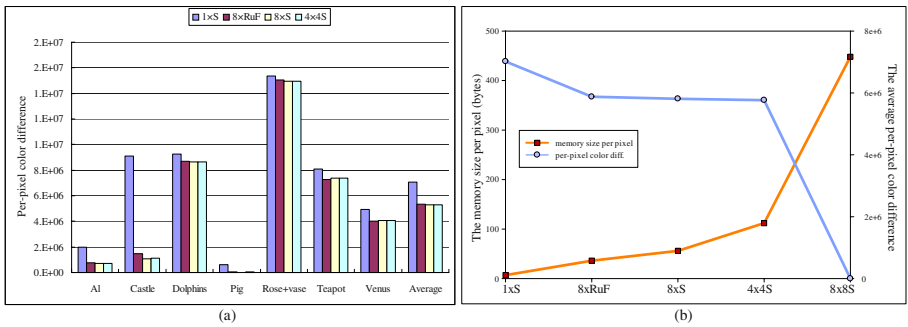 1×S 8×RuF 8×S 4×4S
Per-pixel color difference
2.E+07
2.E+07
1.E+07
1.E+07
8.E+06
6.E+06
4.E+06
2.E+06
0.E+00
Al Castle Dolphins Pig Rose+vase Teapot Venus Average
(a)
The memory size per pixel (bytes)
500
400
300
200
100
0
memory size per pixel
per-pixel color diff.
8e+6
6e+6
4e+6
2e+6
0
The average per-pixel color difference
1xS 8xRuF 8xS 4x4S 8x8S
(b)